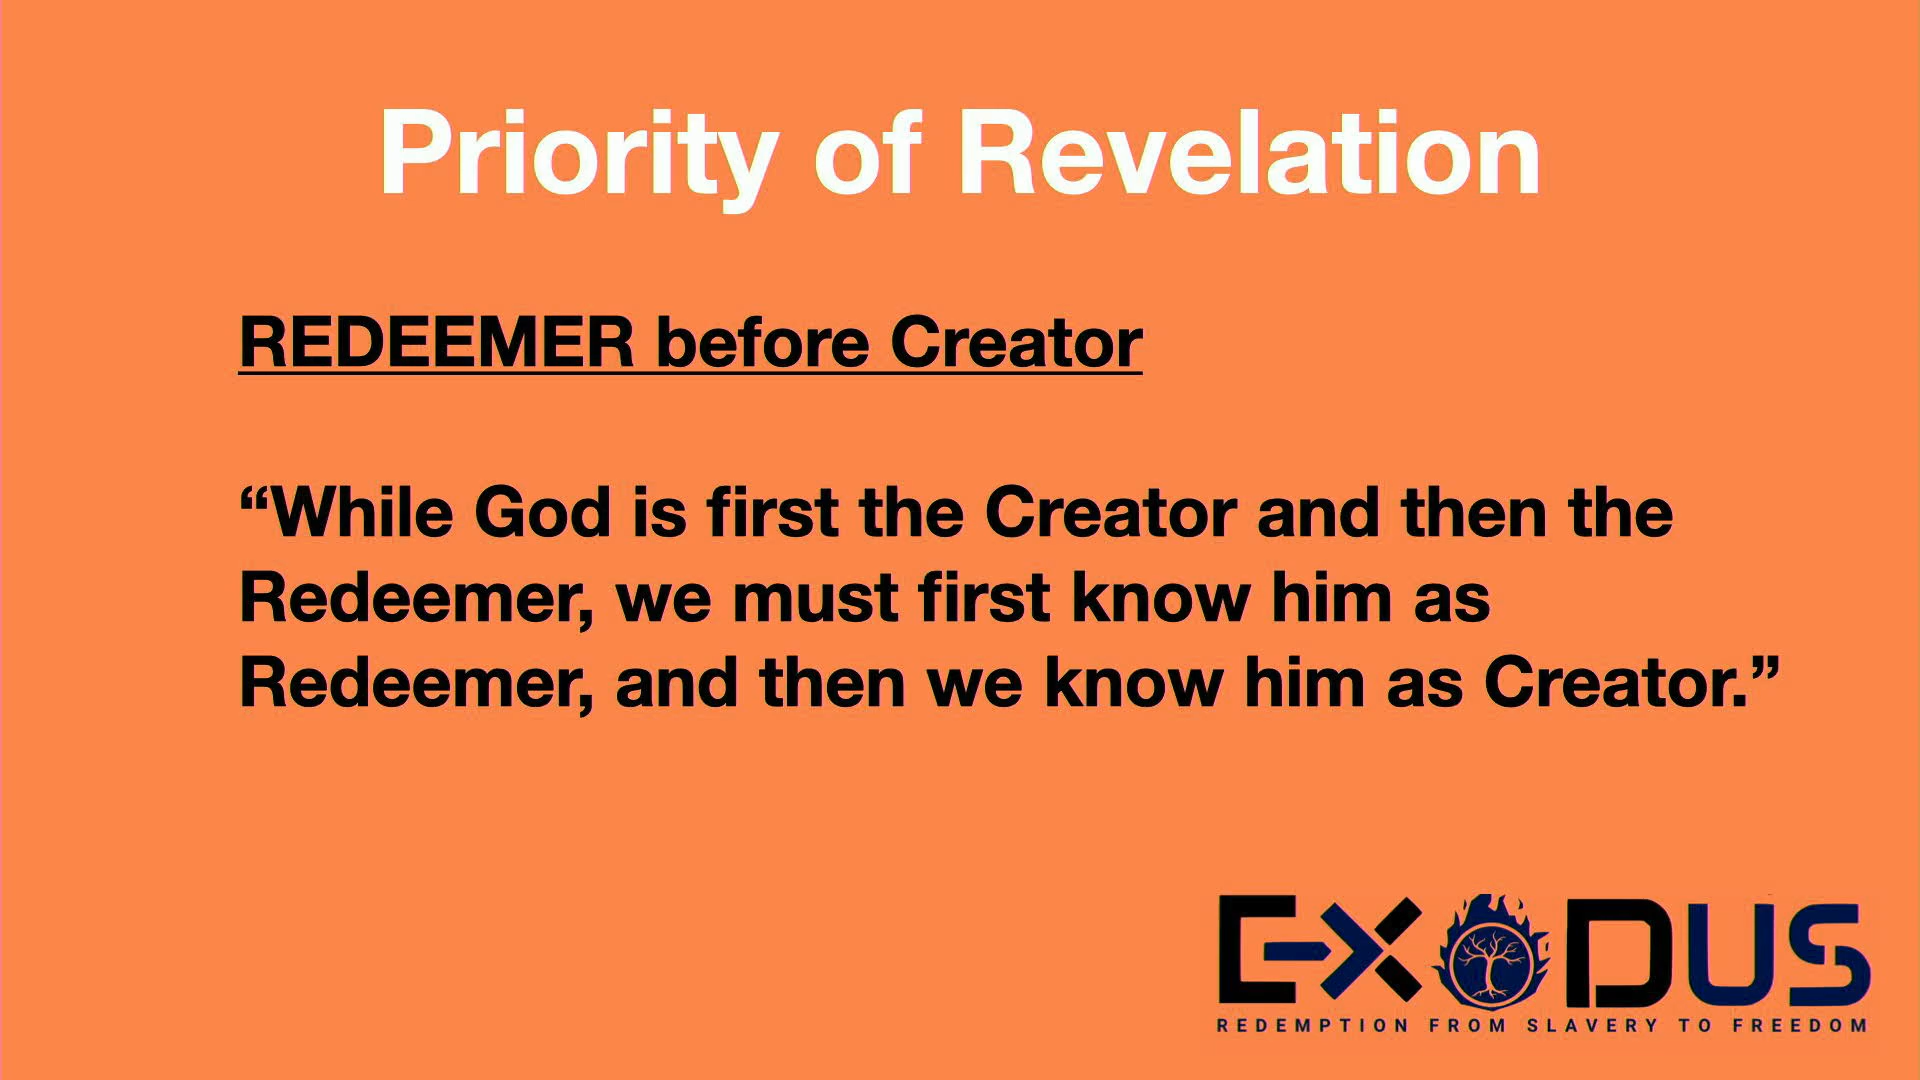 Priority of Revelation
REDEEMER before Creator
“While God is first the Creator and then the
Redeemer, we must first know him as
Redeemer, and then we know him as Creator.”
EXODUS
REDEMPTION FROM SLAVERY TO FREEDOM